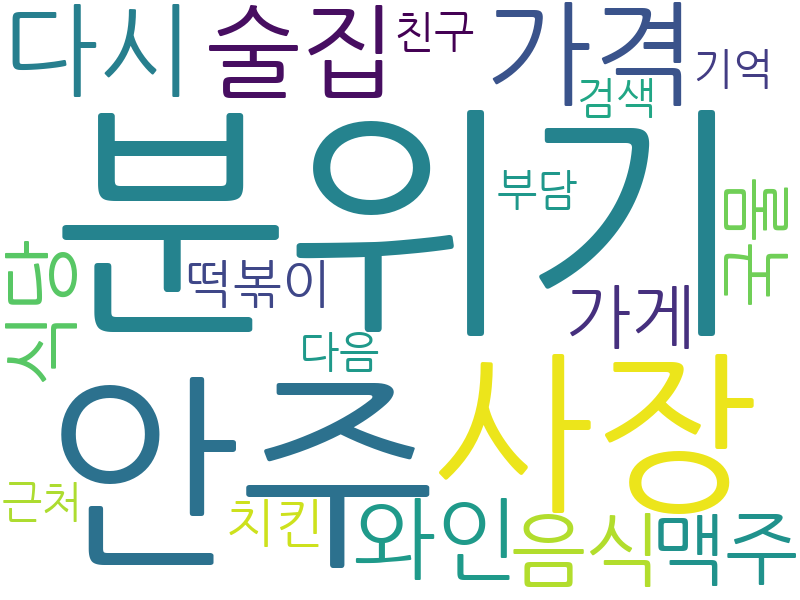 다시
술집
친구
가격
기억
검색
분위기
부담
국물
식당
떡볶이
가게
다음
안주
사장
근처
치킨
와인
음식
맥주